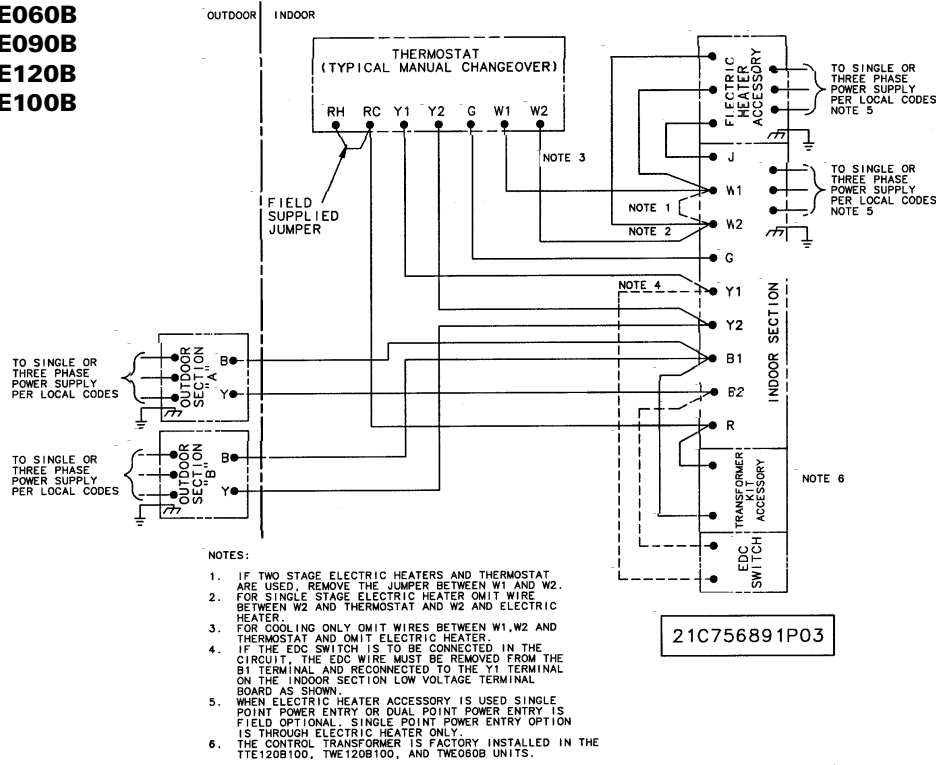 E060B
E090B
E120B
E100B
OUTDOOR INDOOR
THERMOSTAT
(TYPICAL MANUAL CHANGEOVER)
RH RC Y1 Y2 G W1 W2
NOTE 3
FIELD
SUPPLIED
JUMPER
ELECTRIC
HEATER
ACCESSORY
TO SINGLE OR
THREE PHASE
POWER SUPPLY
PER LOCAL CODES
NOTE 5
J
W1
NOTE 1
W2
NOTE 2
TO SINGLE OR
THREE PHASE
POWER SUPPLY
PER LOCAL CODES
NOTE 5
G
NOTE 4
Y1
Y2
B1
B2
R
INDOOR SECTION
TO SINGLE OR
THREE PHASE
POWER SUPPLY
PER LOCAL CODES
OUTDOOR
SECTION
"A"
B
Y
TO SINGLE OR
THREE PHASE
POWER SUPPLY
PER LOCAL CODES
OUTDOOR
SECTION
"B"
B
Y
TRANSFORMER
KIT
ACCESSORY
NOTE 6
EDC
SWITCH
21C756891P03
NOTES:
1. IF TWO STAGE ELECTRIC HEATERS AND THERMOSTAT
ARE USED, REMOVE THE JUMPER BETWEEN W1 AND W2.
2. FOR SINGLE STAGE ELECTRIC HEATER OMIT WIRE
BETWEEN W2 AND THERMOSTAT AND W2 AND ELECTRIC
HEATER.
3. FOR COOLING ONLY OMIT WIRES BETWEEN W1,W2 AND
THERMOSTAT AND OMIT ELECTRIC HEATER.
4. IF THE EDC SWITCH IS TO BE CONNECTED IN THE
CIRCUIT, THE EDC WIRE MUST BE REMOVED FROM THE
B1 TERMINAL AND RECONNECTED TO THE Y1 TERMINAL
ON THE INDOOR SECTION LOW VOLTAGE TERMINAL
BOARD AS SHOWN.
5. WHEN ELECTRIC HEATER ACCESSORY IS USED SINGLE
POINT POWER ENTRY OR DUAL POINT POWER ENTRY IS
FIELD OPTIONAL. SINGLE POINT POWER ENTRY OPTION
IS THROUGH ELECTRIC HEATER ONLY.
6. THE CONTROL TRANSFORMER IS FACTORY INSTALLED IN THE
TTE120B100, TWE120B100, AND TWE060B UNITS.